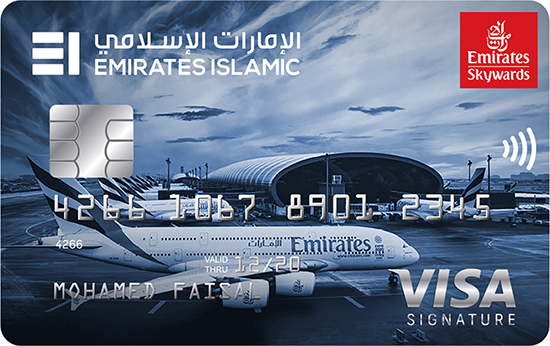 الإمارات الإسلامي
EMIRATES ISLAMIC
Emirates
Skywards
4266 1067 8901 2345
4266
الإمارات Emirates
VALID
THRU 12/20
MOHAMED FAISAL
VISA
SIGNATURE